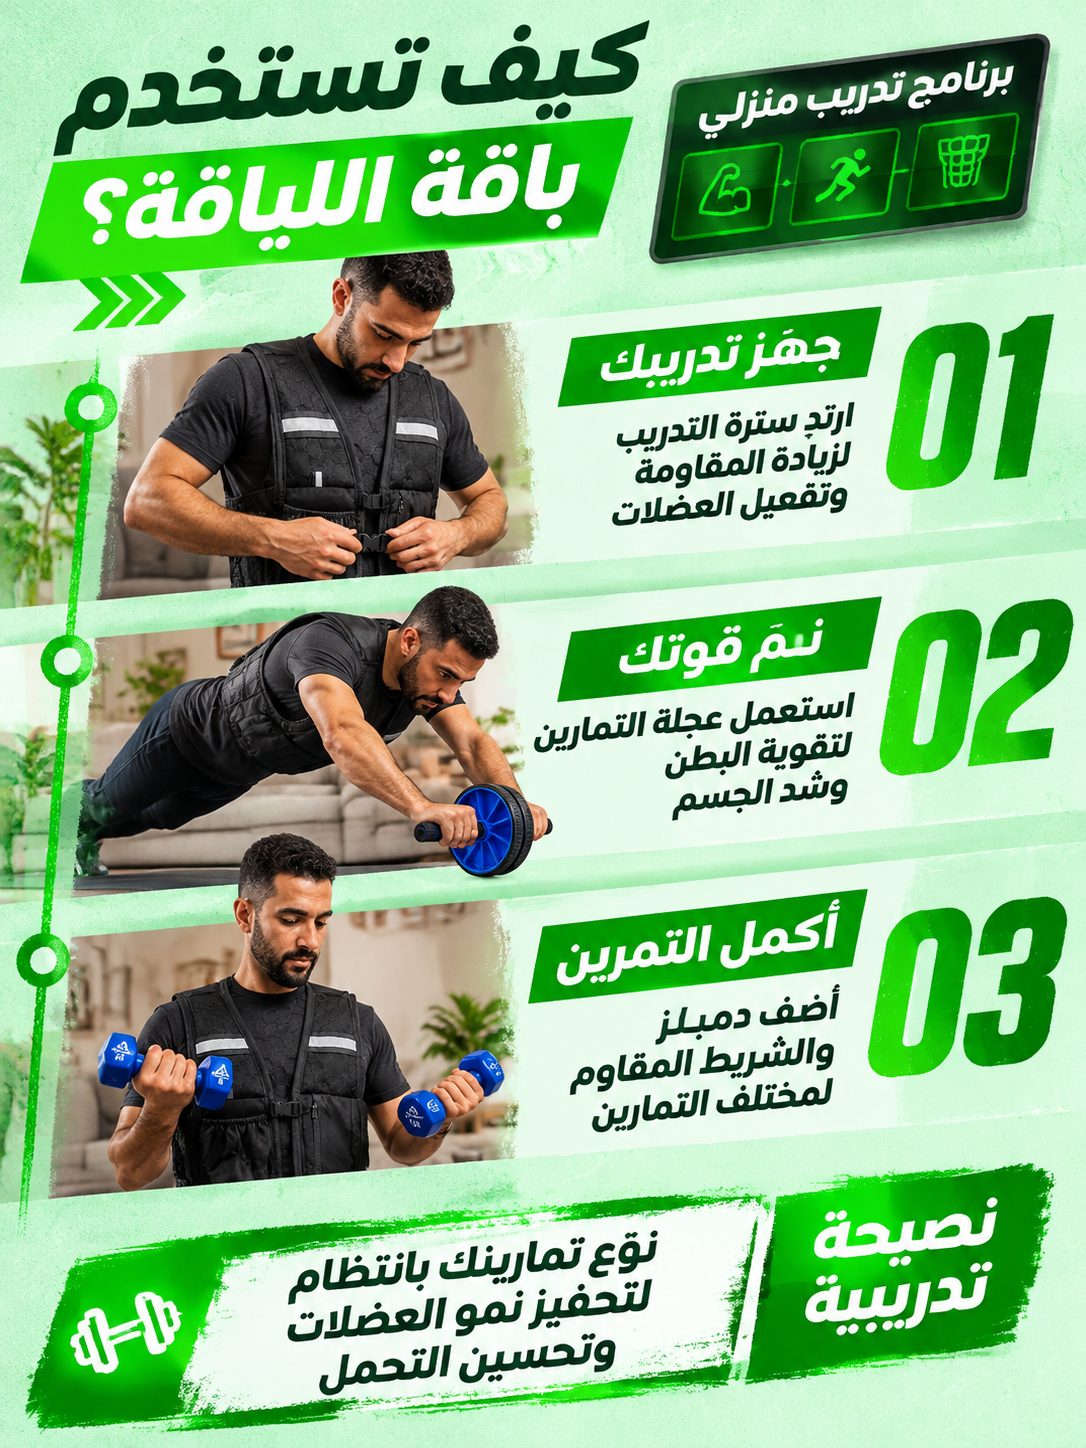 كيف تستخدم
باقة اللياقة؟
برنامج تدريب منزلي
01
جهَز تدريبك
ارتدِ سترة التدريب
لزيادة المقاومة
وتقعيل العضلات
02
نمَ قوتك
استعمل عجلة التمارين
لتقوية البطن
وشد الجسم
03
أكمل التمرين
أضف دمبلز
والشريط المقاوم
لمختلف التمارين
نصيحة
تدريبية
نوّع تمارينك بانتظام
لتحفيز نمو العضلات
وتحسين التحمل